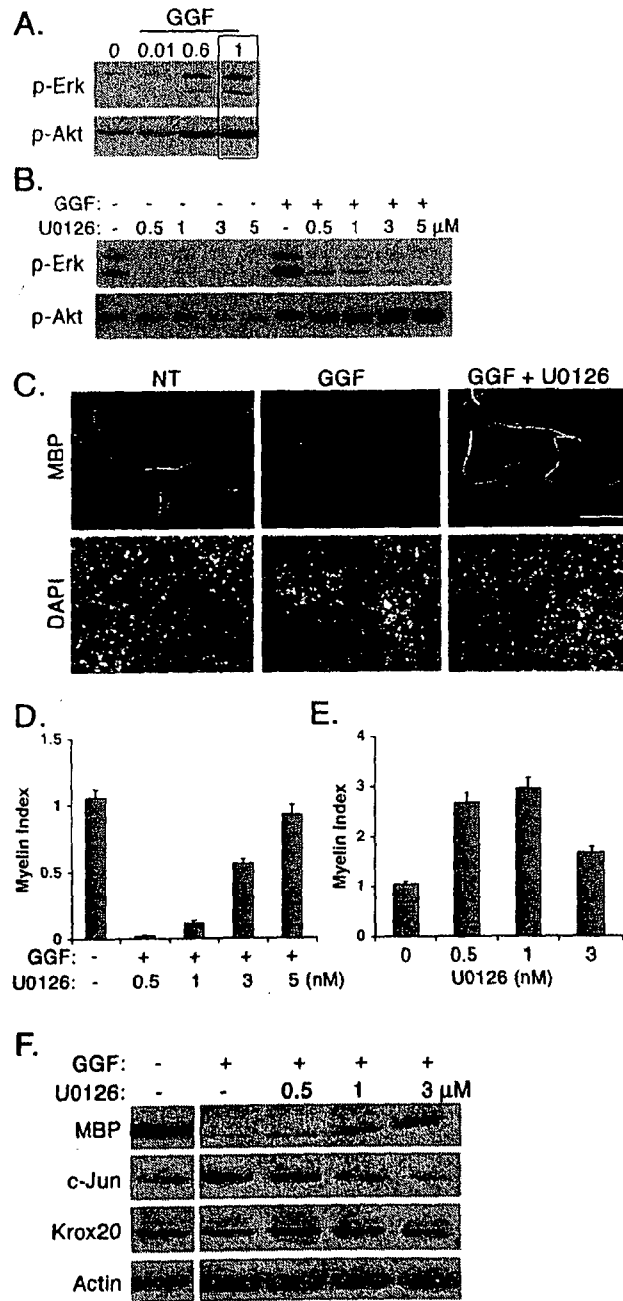 A.
GGF
0 0.01 0.6 1
p-Erk
p-Akt
B.
GGF: - - - - - + + + + +
U0126: - 0.5 1 3 5 - 0.5 1 3 5 μM
p-Erk
p-Akt
C.
NT GGF GGF + U0126
MBP
DAPI
D.
1.5
1
0.5
0
Myelin Index
GGF: - + + + +
U0126: - 0.5 1 3 5 (nM)
E.
4
3
2
1
0
Myelin Index
0 0.5 1 3
U0126 (nM)
F.
GGF: - + + + +
U0126: - - 0.5 1 3 μM
MBP
c-Jun
Krox20
Actin